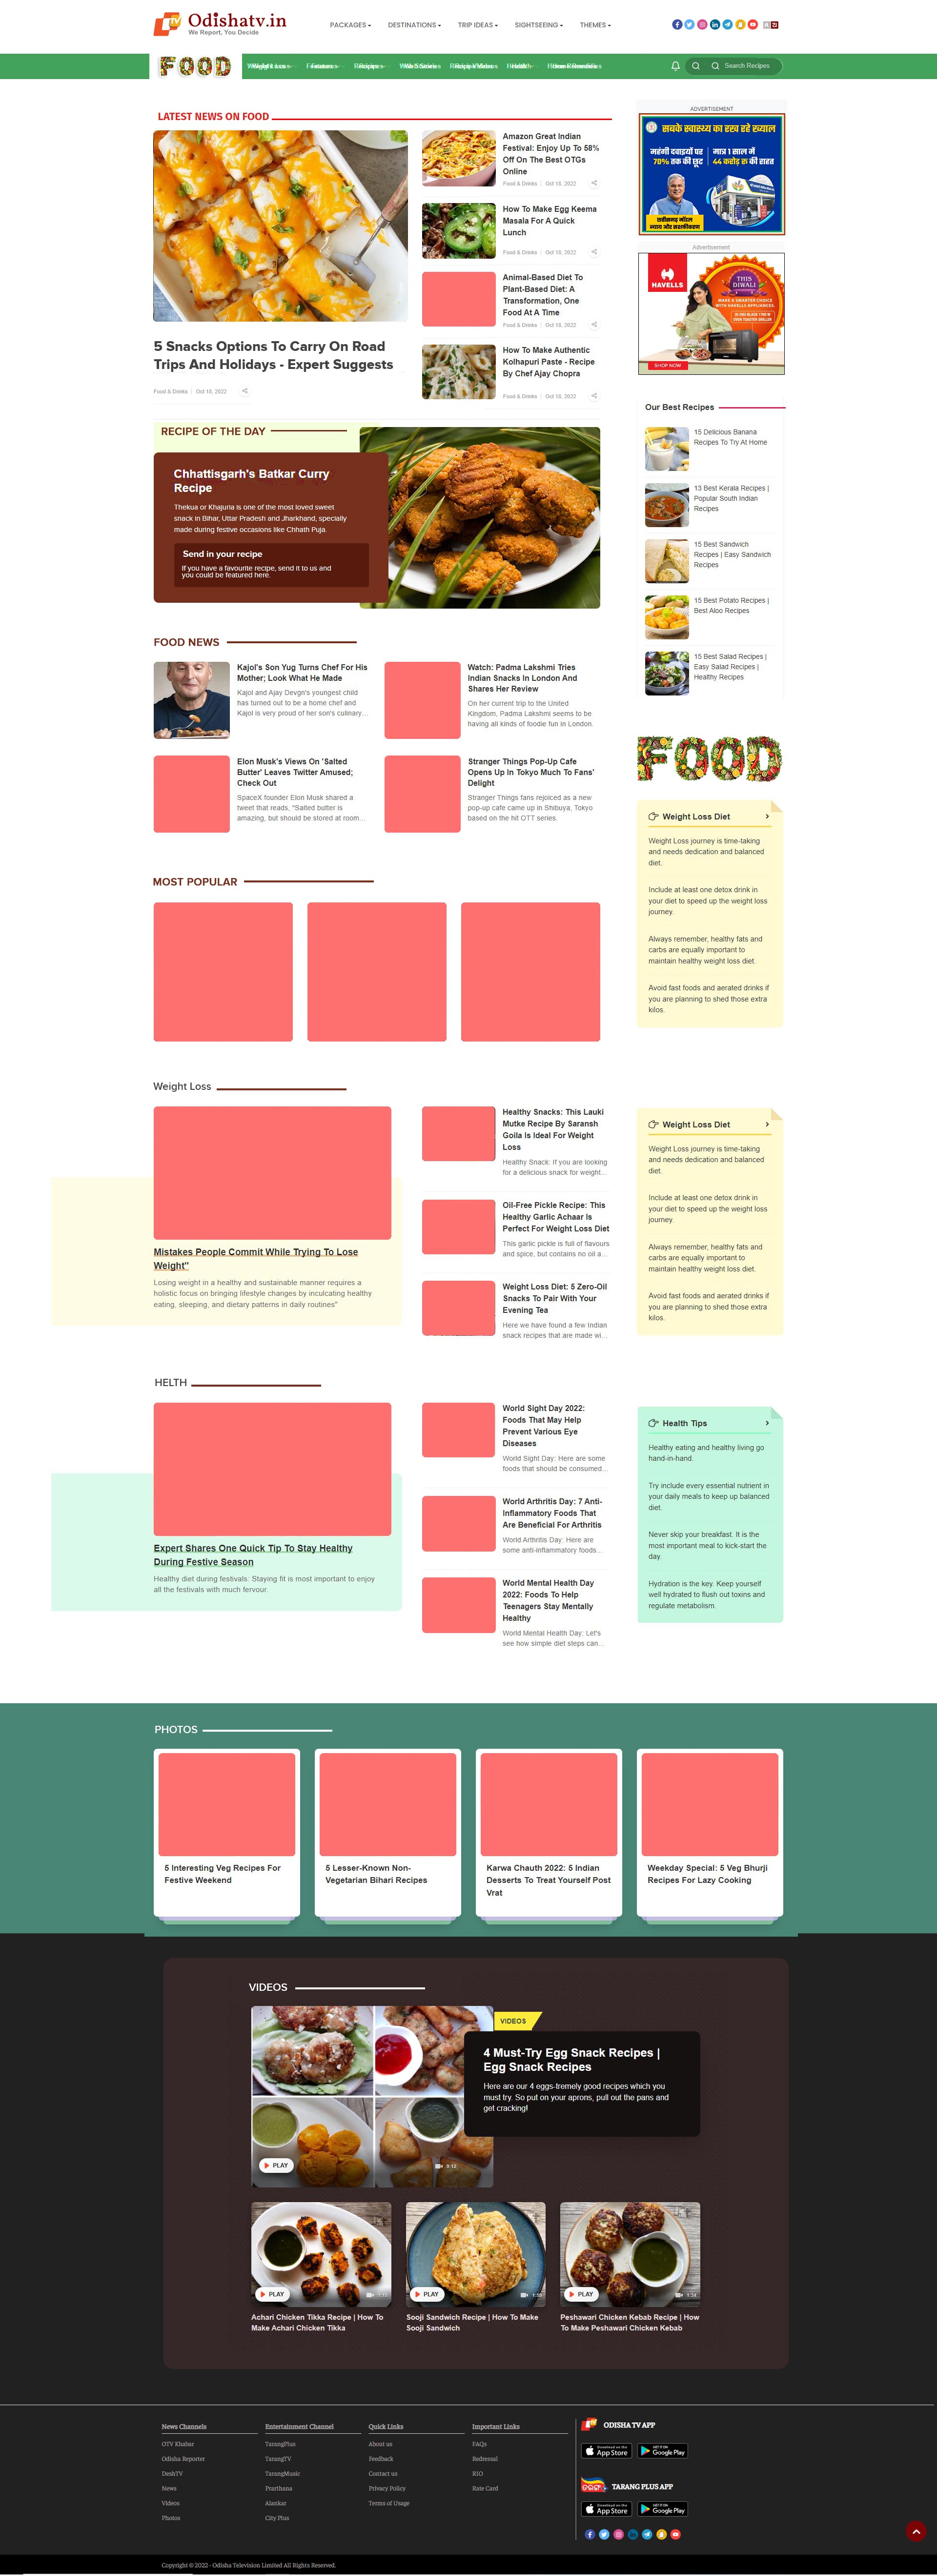 Odishatv.in
We Report, You Decide
PACKAGES
DESTINATIONS
TRIP IDEAS
SIGHTSEEING
THEMES
FOOD
Search Recipes
LATEST NEWS ON FOOD
5 Snacks Options To Carry On Road
Trips And Holidays - Expert Suggests
Food & Drinks | Oct 18, 2022
Amazon Great Indian
Festival: Enjoy Up To 58%
Off On The Best OTGs
Online
Food & Drinks | Oct 18, 2022
How To Make Egg Keema
Masala For A Quick
Lunch
Food & Drinks | Oct 18, 2022
Animal-Based Diet To
Plant-Based Diet: A
Transformation, One
Food At A Time
Food & Drinks | Oct 18, 2022
How To Make Authentic
Kolhapuri Paste - Recipe
By Chef Ajay Chopra
Food & Drinks | Oct 18, 2022
ADVERTISEMENT
सबके स्वास्थ्य का रख रहे ख्याल
महंगी दवाइयों पर
70% तक की छूट
मात्र 1 साल में
44 करोड़ रु की राहत
छत्तीसगढ़ मॉडल
Advertisement
HAVELLS
THIS
DIWALI
MAKE A SMARTER CHOICE
WITH HAVELLS APPLIANCES.
SHOP NOW
Our Best Recipes
15 Delicious Banana
Recipes To Try At Home
13 Best Kerala Recipes |
Popular South Indian
Recipes
15 Best Sandwich
Recipes | Easy Sandwich
Recipes
15 Best Potato Recipes |
Best Aloo Recipes
15 Best Salad Recipes |
Easy Salad Recipes |
Healthy Recipes
RECIPE OF THE DAY
Chhattisgarh's Batkar Curry
Recipe
Thekua or Khajuria is one of the most loved sweet
snack in Bihar, Uttar Pradesh and Jharkhand, specially
made during festive occasions like Chhath Puja.
Send in your recipe
If you have a favourite recipe, send it to us and
you could be featured here.
FOOD NEWS
Kajol's Son Yug Turns Chef For His
Mother; Look What He Made
Kajol and Ajay Devgn's youngest child
has turned out to be a home chef and
Kajol is very proud of her son's culinary...
Watch: Padma Lakshmi Tries
Indian Snacks In London And
Shares Her Review
On her current trip to the United
Kingdom, Padma Lakshmi seems to be
having all kinds of foodie fun in London.
Elon Musk's Views On 'Salted
Butter' Leaves Twitter Amused;
Check Out
SpaceX founder Elon Musk shared a
tweet that reads, "Salted butter is
amazing, but should be stored at room...
Stranger Things Pop-Up Cafe
Opens Up In Tokyo Much To Fans'
Delight
Stranger Things fans rejoiced as a new
pop-up cafe came up in Shibuya, Tokyo
based on the hit OTT series.
FOOD
Weight Loss Diet
Weight Loss journey is time-taking
and needs dedication and balanced
diet.
Include at least one detox drink in
your diet to speed up the weight loss
journey.
Always remember, healthy fats and
carbs are equally important to
maintain healthy weight loss diet.
Avoid fast foods and aerated drinks if
you are planning to shed those extra
kilos.
MOST POPULAR
Weight Loss
Mistakes People Commit While Trying To Lose
Weight"
Losing weight in a healthy and sustainable manner requires a
holistic focus on bringing lifestyle changes by inculcating healthy
eating, sleeping, and dietary patterns in daily routines"
Healthy Snacks: This Lauki
Mutke Recipe By Saransh
Goila Is Ideal For Weight
Loss
Healthy Snack: If you are looking
for a delicious snack for weight...
Oil-Free Pickle Recipe: This
Healthy Garlic Achaar Is
Perfect For Weight Loss Diet
This garlic pickle is full of flavours
and spice, but contains no oil a...
Weight Loss Diet: 5 Zero-Oil
Snacks To Pair With Your
Evening Tea
Here we have found a few Indian
snack recipes that are made wi...
Weight Loss Diet
Weight Loss journey is time-taking
and needs dedication and balanced
diet.
Include at least one detox drink in
your diet to speed up the weight loss
journey.
Always remember, healthy fats and
carbs are equally important to
maintain healthy weight loss diet.
Avoid fast foods and aerated drinks if
you are planning to shed those extra
kilos.
HELTH
Expert Shares One Quick Tip To Stay Healthy
During Festive Season
Healthy diet during festivals: Staying fit is most important to enjoy
all the festivals with much fervour.
World Sight Day 2022:
Foods That May Help
Prevent Various Eye
Diseases
World Sight Day: Here are some
foods that should be consumed...
World Arthritis Day: 7 Anti-
Inflammatory Foods That
Are Beneficial For Arthritis
World Arthritis Day: Here are
some anti-inflammatory foods...
World Mental Health Day
2022: Foods To Help
Teenagers Stay Mentally
Healthy
World Mental Health Day: Let's
see how simple diet steps can...
Health Tips
Healthy eating and healthy living go
hand-in-hand.
Try include every essential nutrient in
your daily meals to keep up balanced
diet.
Never skip your breakfast. It is the
most important meal to kick-start the
day.
Hydration is the key. Keep yourself
well hydrated to flush out toxins and
regulate metabolism.
PHOTOS
5 Interesting Veg Recipes For
Festive Weekend
5 Lesser-Known Non-
Vegetarian Bihari Recipes
Karwa Chauth 2022: 5 Indian
Desserts To Treat Yourself Post
Vrat
Weekday Special: 5 Veg Bhurji
Recipes For Lazy Cooking
VIDEOS
VIDEOS
4 Must-Try Egg Snack Recipes |
Egg Snack Recipes
Here are our 4 eggs-tremely good recipes which you
must try. So put on your aprons, pull out the pans and
get cracking!
PLAY
PLAY
PLAY
PLAY
Achari Chicken Tikka Recipe | How To
Make Achari Chicken Tikka
Sooji Sandwich Recipe | How To Make
Sooji Sandwich
Peshawari Chicken Kebab Recipe | How
To Make Peshawari Chicken Kebab
News Channels
OTV Khabar
Odisha Reporter
DeshTV
News
Videos
Photos
Entertainment Channel
TarangPlus
TarangTV
TarangMusic
Prarthana
Alankar
City Plus
Quick Links
About us
Feedback
Contact us
Privacy Policy
Terms of Usage
Important Links
FAQs
Redressal
RIO
Rate Card
ODISHA TV APP
Download on the App Store
GET IT ON Google Play
TARANG PLUS APP
Download on the App Store
GET IT ON Google Play
Copyright © 2022 - Odisha Television Limited All Rights Reserved.